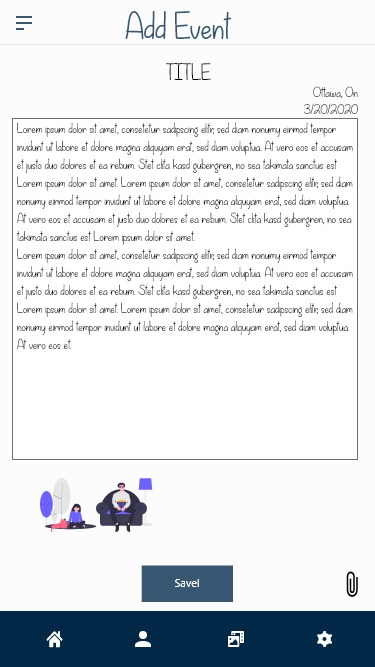 Add Event
TITLE
Ottawa, On
3/20/2020
Lorem ipsum dolor sit amet, consetetur sadipscing elitr, sed diam nonumy eirmod tempor
invidunt ut labore et dolore magna aliquyam erat, sed diam voluptua. At vero eos et accusam
et justo duo dolores et ea rebum. Stet clita kasd gubergren, no sea takimata sanctus est
Lorem ipsum dolor sit amet. Lorem ipsum dolor sit amet, consetetur sadipscing elitr, sed diam
nonumy eirmod tempor invidunt ut labore et dolore magna aliquyam erat, sed diam voluptua.
At vero eos et accusam et justo duo dolores et ea rebum. Stet clita kasd gubergren, no sea
takimata sanctus est Lorem ipsum dolor sit amet.
Lorem ipsum dolor sit amet, consetetur sadipscing elitr, sed diam nonumy eirmod tempor
invidunt ut labore et dolore magna aliquyam erat, sed diam voluptua. At vero eos et accusam
et justo duo dolores et ea rebum. Stet clita kasd gubergren, no sea takimata sanctus est
Lorem ipsum dolor sit amet. Lorem ipsum dolor sit amet, consetetur sadipscing elitr, sed diam
nonumy eirmod tempor invidunt ut labore et dolore magna aliquyam erat, sed diam voluptua.
At vero eos et
Save!